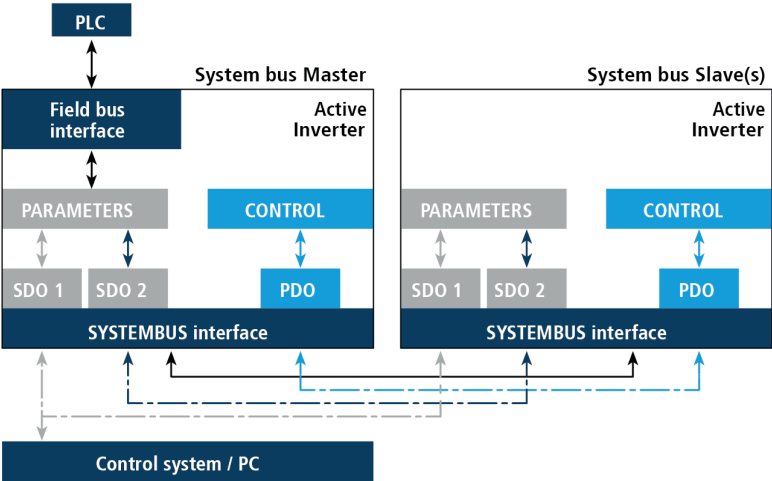 PLC
System bus Master
System bus Slave(s)
Field bus
interface
Active
Inverter
Active
Inverter
PARAMETERS
CONTROL
PARAMETERS
CONTROL
SDO 1
SDO 2
PDO
SDO 1
SDO 2
PDO
SYSTEMBUS interface
SYSTEMBUS interface
Control system / PC